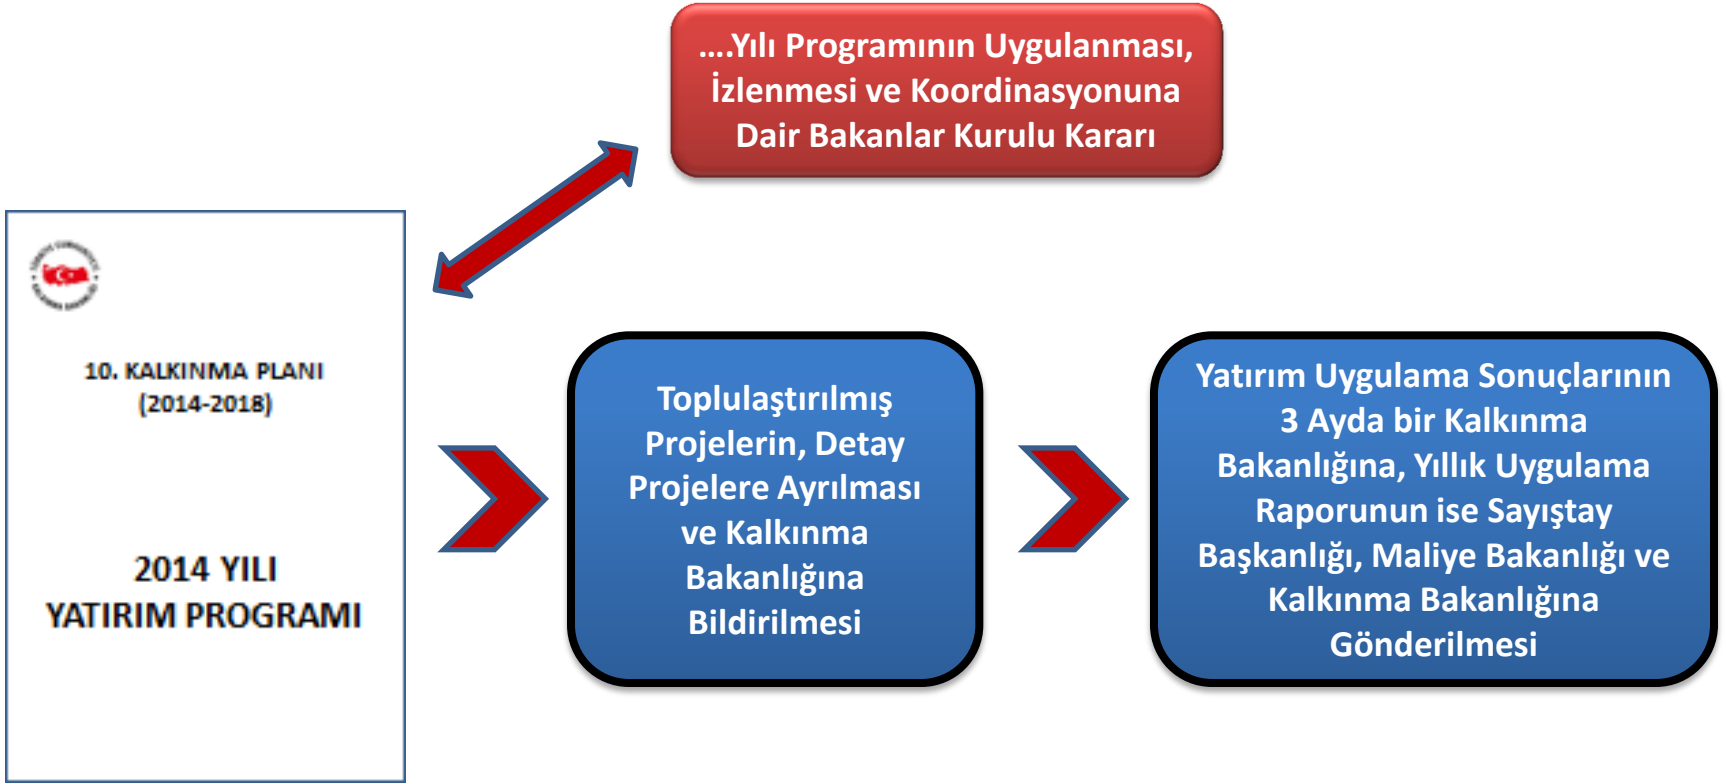 ....Yılı Programının Uygulanması,
İzlenmesi ve Koordinasyonuna
Dair Bakanlar Kurulu Kararı
10. KALKINMA PLANI
(2014-2018)
2014 YILI
YATIRIM PROGRAMI
Toplulaştırılmış
Projelerin, Detay
Projelere Ayrılması
ve Kalkınma
Bakanlığına
Bildirilmesi
Yatırım Uygulama Sonuçlarının
3 Ayda bir Kalkınma
Bakanlığına, Yıllık Uygulama
Raporunun ise Sayıştay
Başkanlığı, Maliye Bakanlığı ve
Kalkınma Bakanlığına
Gönderilmesi